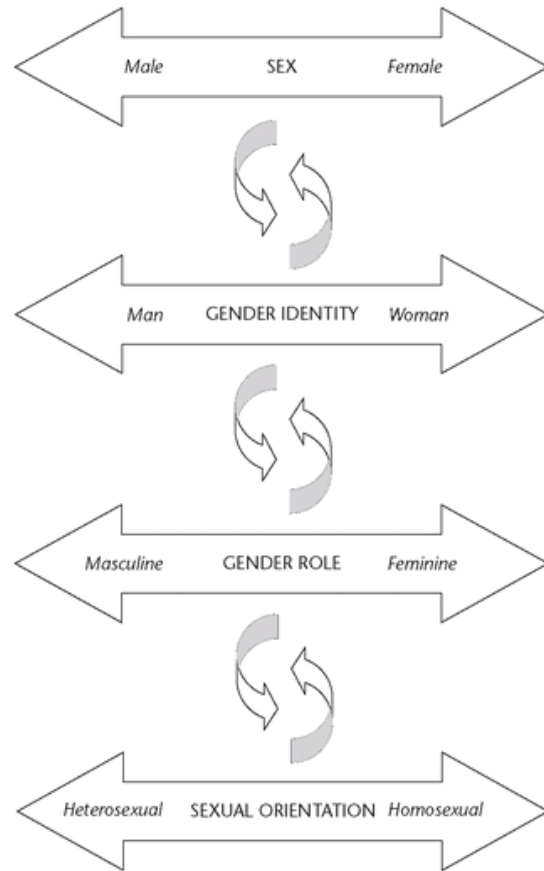 Male SEX Female
Man GENDER IDENTITY Woman
Masculine GENDER ROLE Feminine
Heterosexual SEXUAL ORIENTATION Homosexual